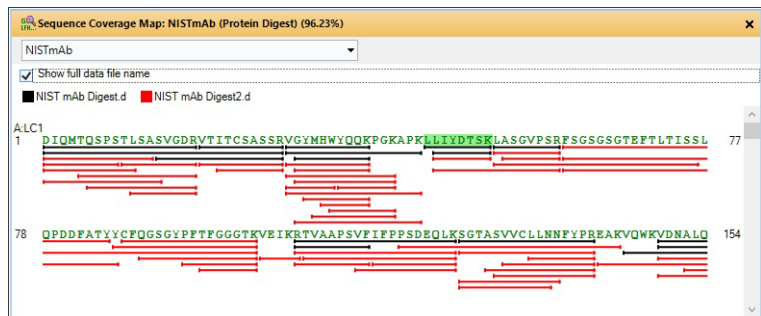 Sequence Coverage Map: NISTmAb (Protein Digest) (96.23%)
NISTmAb
Show full data file name
NIST mAb Digest.d NIST mAb Digest2.d
A:LC1
1 DIQMTQSPSTLSASVGDRVTITCSASSRVGYMHWYQQKPGKAPKLLIYDTSKLASGVPSRFSGSGSGTEFTLTISSL 77
78 QPDDFATYYCFQGSGYPFTFGGGTKVEIKRTVAAPSVFIFPPSDEQLKSGTASVVCLLNNFYPREAKVQWKVDNALQ 154